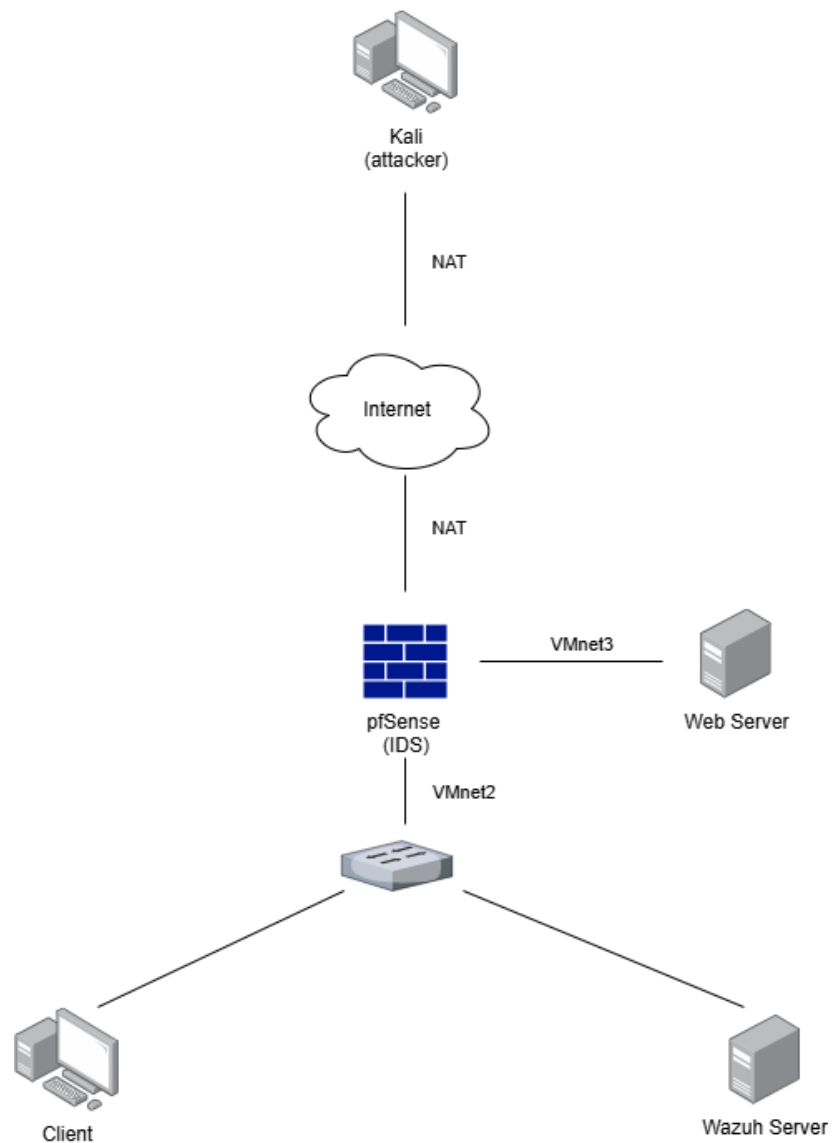 Kali
(attacker)
NAT
Internet
NAT
VMnet3
Web Server
pfSense
(IDS)
VMnet2
Client
Wazuh Server